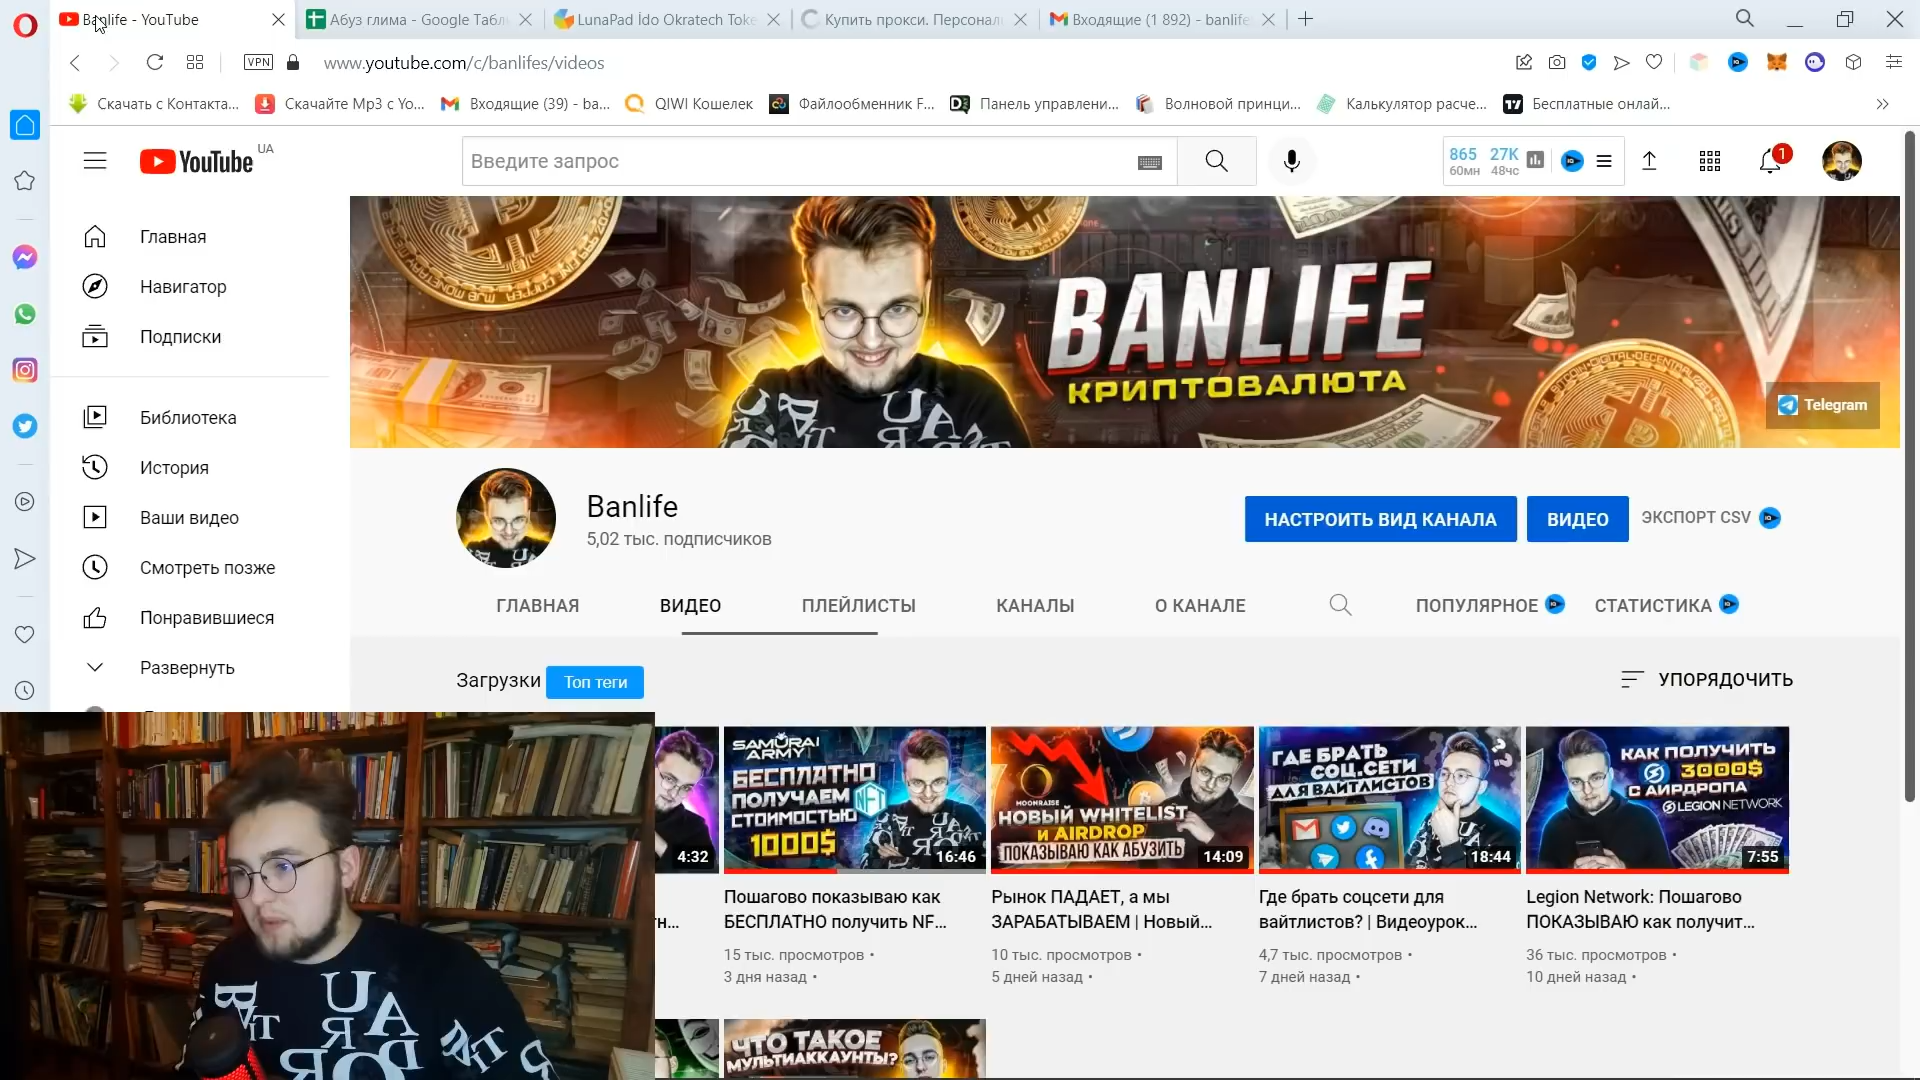 Banlife - YouTube
Абуз глима - Google Табл
LunaPad İdo Okratech Toke
Купить прокси. Персонал
Входящие (1 892) - banlife
VPN
www.youtube.com/c/banlifes/videos
Скачать с Контакта...
Скачайте Mp3 с Yo...
Входящие (39) - ba...
QIWI Кошелек
Файлообменник F...
Панель управлени...
Волновой принци...
Калькулятор расче...
Бесплатные онлай...
YouTube UA
Введите запрос
865 27K
60мн 48чс
1
Главная
Навигатор
Подписки
Библиотека
История
Ваши видео
Смотреть позже
Понравившиеся
Развернуть
BANLIFE
КРИПТОВАЛЮТА
Telegram
Banlife
5,02 тыс. подписчиков
НАСТРОИТЬ ВИД КАНАЛА
ВИДЕО
ЭКСПОРТ CSV
ГЛАВНАЯ
ВИДЕО
ПЛЕЙЛИСТЫ
КАНАЛЫ
О КАНАЛЕ
ПОПУЛЯРНОЕ
СТАТИСТИКА
Загрузки
Топ теги
УПОРЯДОЧИТЬ
4:32
тн...
SAMURAI
ARMY
БЕСПЛАТНО
ПОЛУЧАЕМ NFT
СТОИМОСТЬЮ
1000$
16:46
Пошагово показываю как
БЕСПЛАТНО получить NF...
15 тыс. просмотров •
3 дня назад •
MOONRAISE
НОВЫЙ WHITELIST
И AIRDROP
ПОКАЗЫВАЮ КАК АБУЗИТЬ
14:09
Рынок ПАДАЕТ, а мы
ЗАРАБАТЫВАЕМ | Новый...
10 тыс. просмотров •
5 дней назад •
ГДЕ БРАТЬ
СОЦ.СЕТИ
ДЛЯ ВАЙТЛИСТОВ
18:44
Где брать соцсети для
вайтлистов? | Видеоурок...
4,7 тыс. просмотров •
7 дней назад •
КАК ПОЛУЧИТЬ
3000$
С АИРДРОПА
LEGION NETWORK
7:55
Legion Network: Пошагово
ПОКАЗЫВАЮ как получит...
36 тыс. просмотров •
10 дней назад •
ЧТО ТАКОЕ
МУЛЬТИАККАУНТЫ?